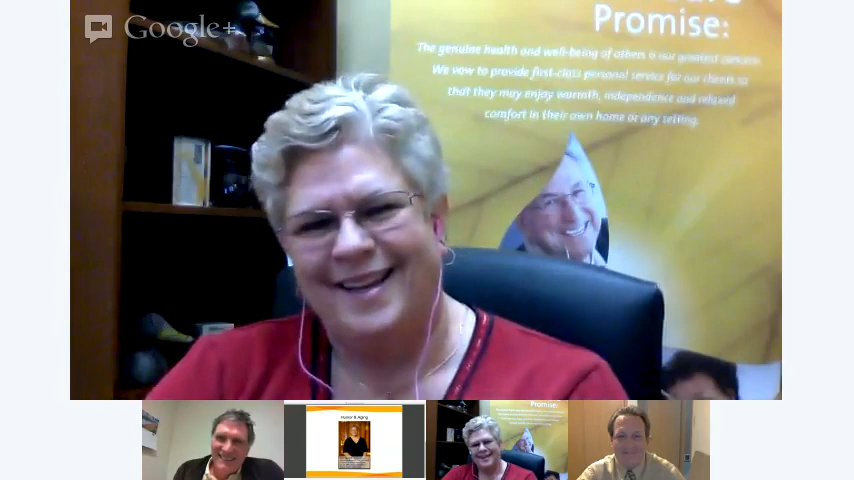 Google+
Promise:
The genuine health and well-being of others is our greatest concern.
We vow to provide first-class personal service for our clients so
that they may enjoy warmth, independence and relaxed
comfort in their own home or any setting.
Humor & Aging
Promise: